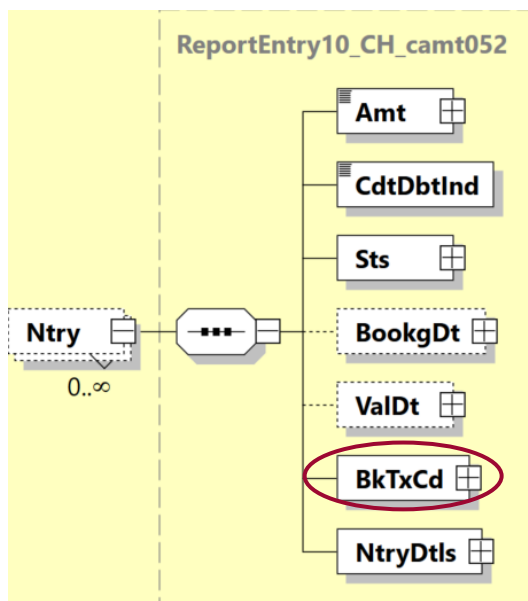 ReportEntry10_CH_camt052
Amt
CdtDbtInd
Sts
Ntry
0..∞
BookgDt
ValDt
BkTxCd
NtryDtls